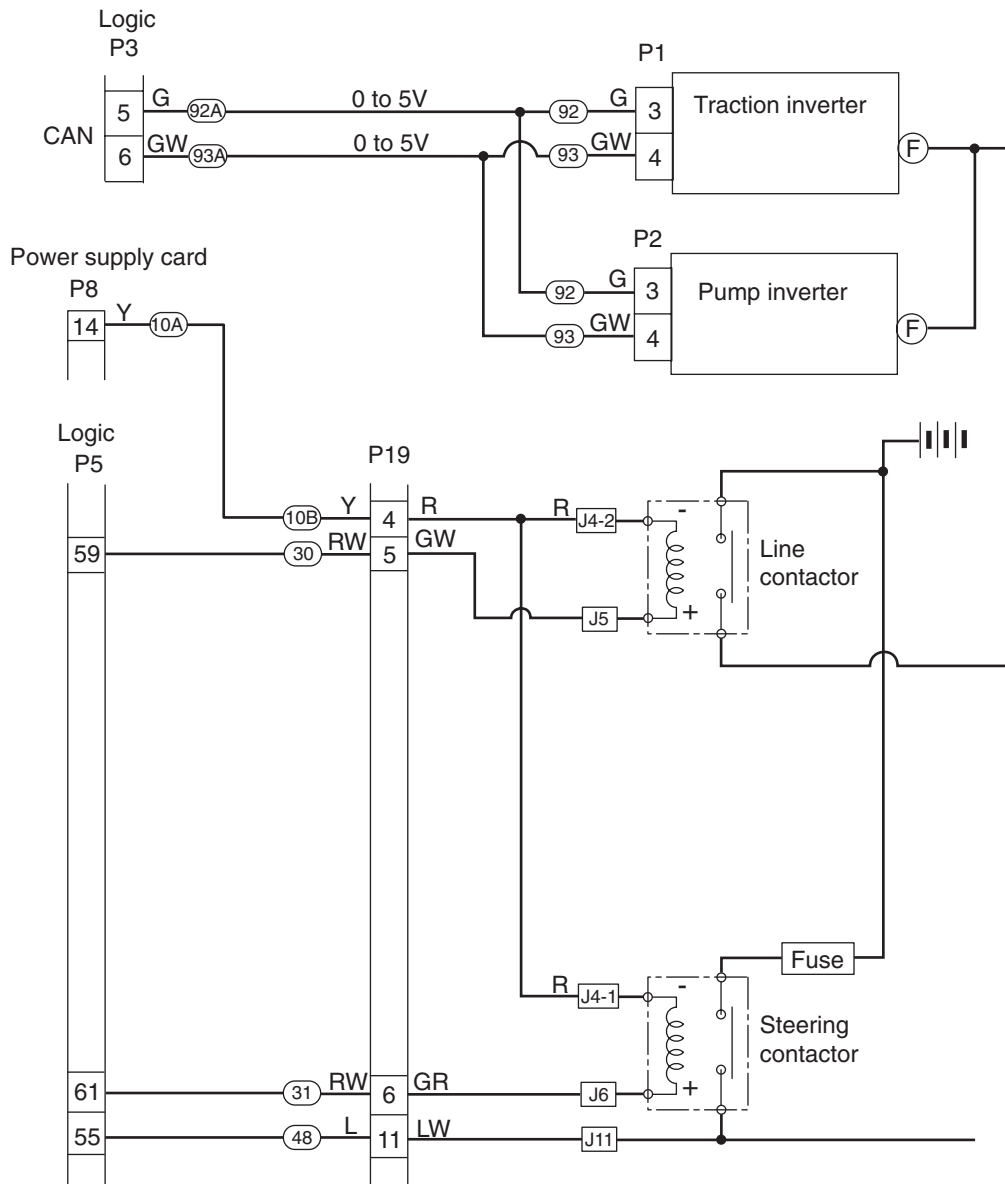 Logic
P3
P1
CAN
5 G 92A 0 to 5V 92 G 3 Traction inverter
6 GW 93A 0 to 5V 93 GW 4 F
Power supply card
P8
P2
14 Y 10A
92 G 3 Pump inverter
93 GW 4 F
Logic
P5
P19
10B Y 4 R R J4-2 -
59 30 RW 5 GW
Line
contactor
J5 +
Fuse
R J4-1 -
Steering
contactor
61 31 RW 6 GR J6 +
55 48 L 11 LW J11